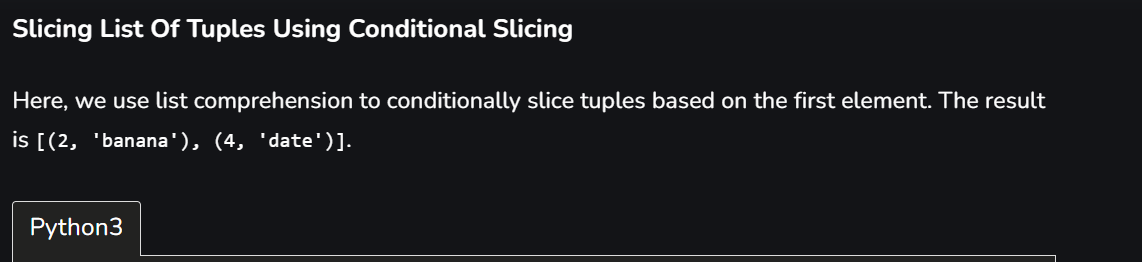 Slicing List Of Tuples Using Conditional Slicing
Here, we use list comprehension to conditionally slice tuples based on the first element. The result
is [(2, 'banana'), (4, 'date')].
Python3